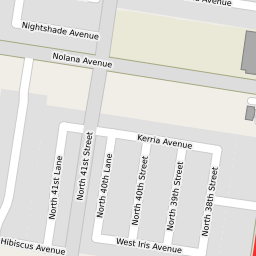 Nightshade Avenue
Nolana Avenue
Kerria Avenue
North 41st Lane
North 41st Street
North 40th Lane
North 40th Street
North 39th Street
North 38th Street
Hibiscus Avenue
West Iris Avenue